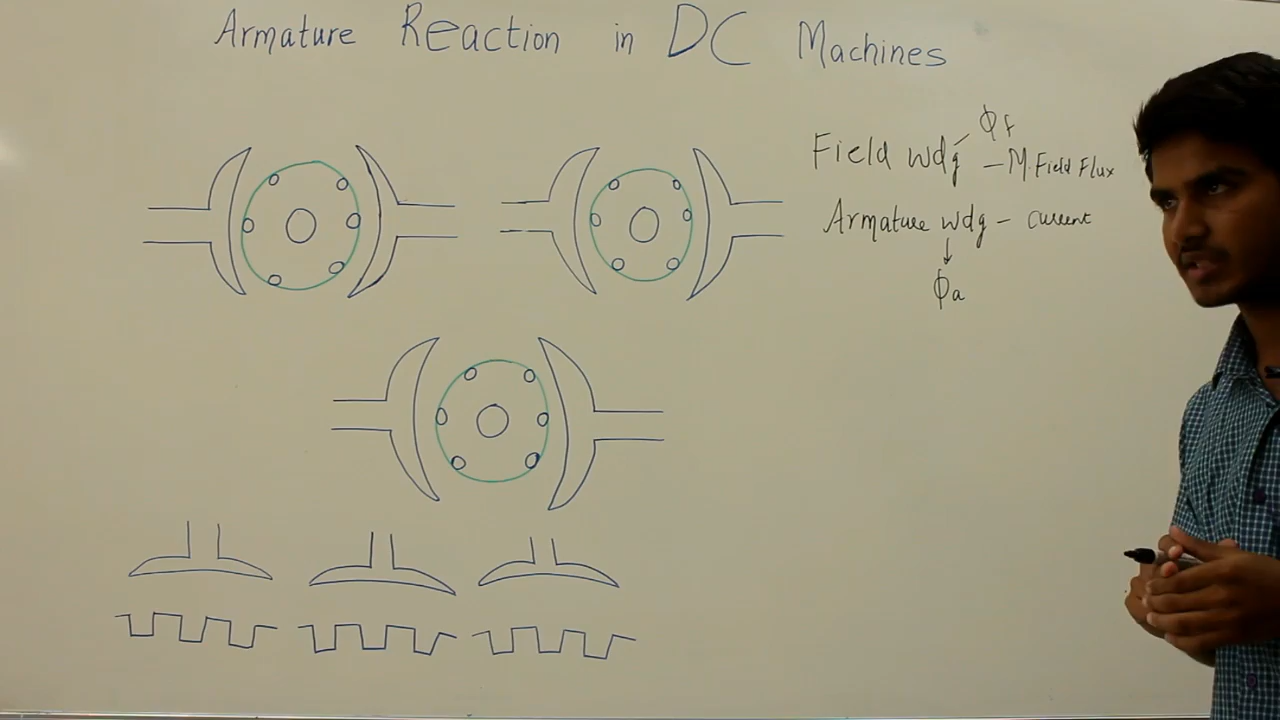 Armature Reaction in DC Machines
Φf
Field wdg – M. Field Flux
Armature wdg – current
Φa